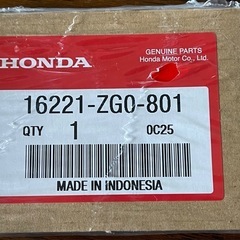 GENUINE PARTS
Honda Motor Co., Ltd.
HONDA
16221-ZG0-801
QTY 1 0C25
MADE IN INDONESIA